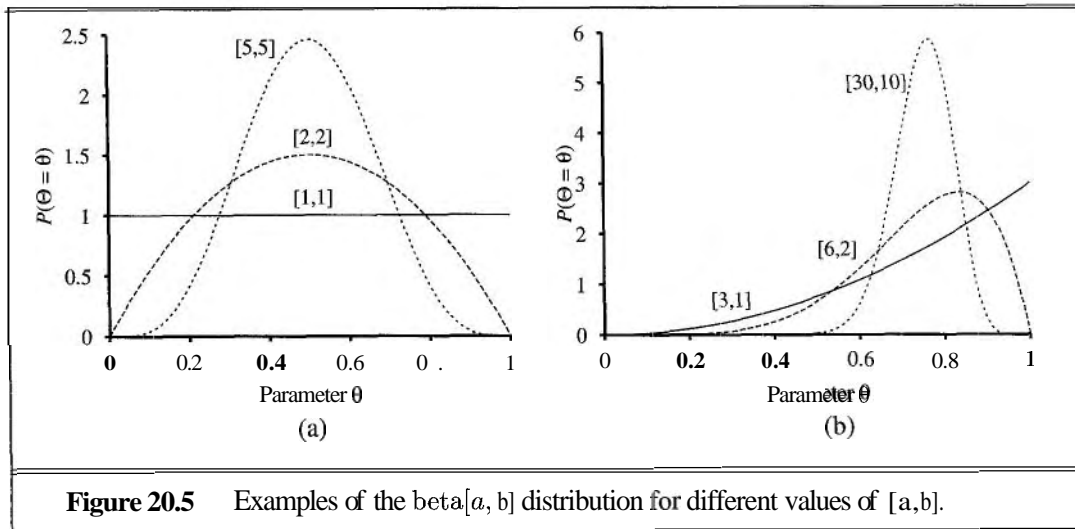 2.5
2
1.5
1
0.5
0
P(Θ = θ)
[5,5]
[2,2]
[1,1]
0 0.2 0.4 0.6 0 . 1
Parameter θ
(a)
6
5
4
3
2
1
0
P(Θ = θ)
[30,10]
[6,2]
[3,1]
0 0.2 0.4 0.6 0.8 1
Parameter θ
(b)
Figure 20.5 Examples of the beta[a, b] distribution for different values of [a,b].